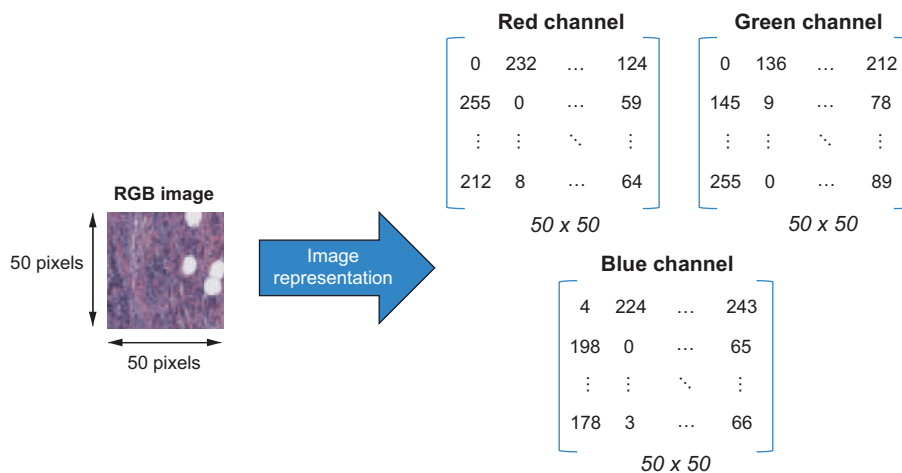 Red channel
0 232 … 124
255 0 … 59
⋮ ⋮ ⋱ ⋮
212 8 … 64
50 x 50
Green channel
0 136 … 212
145 9 … 78
⋮ ⋮ ⋱ ⋮
255 0 … 89
50 x 50
RGB image
50 pixels
50 pixels
Image
representation
Blue channel
4 224 … 243
198 0 … 65
⋮ ⋮ ⋱ ⋮
178 3 … 66
50 x 50